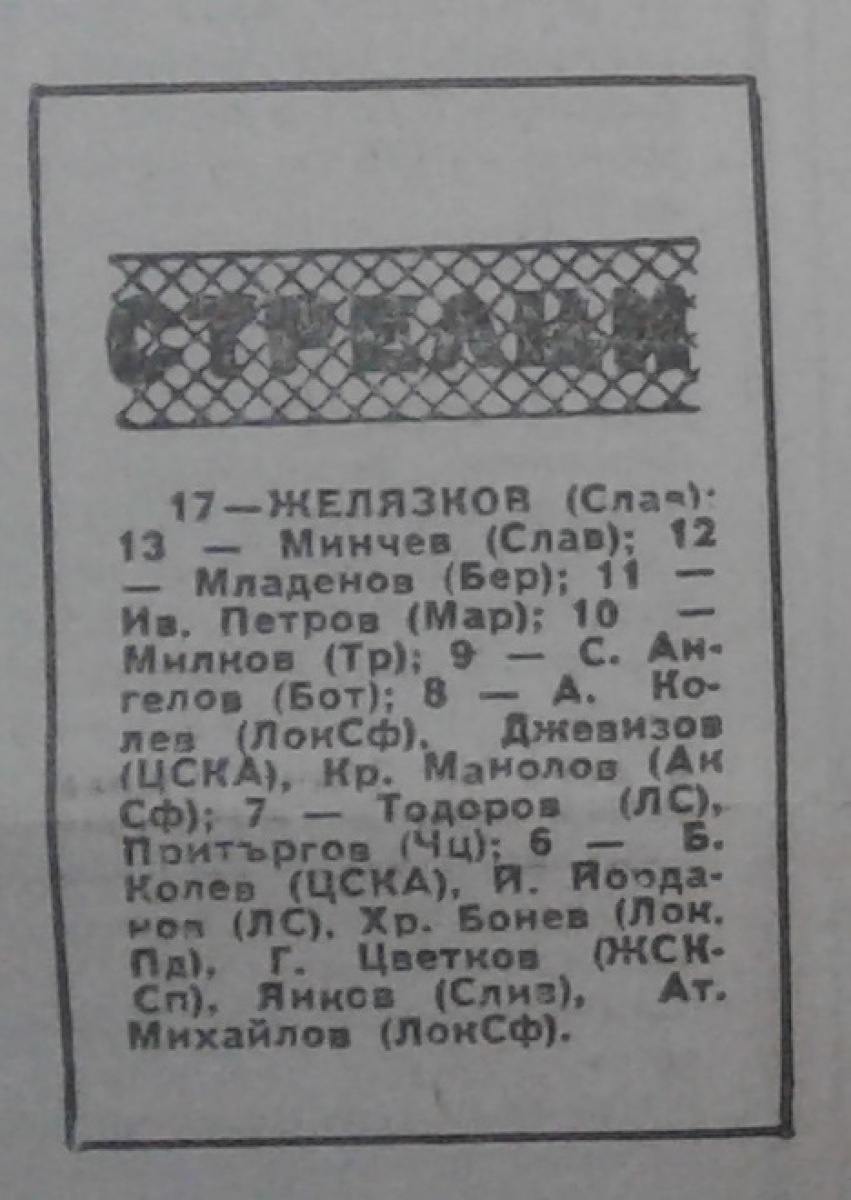 СТРЕЛЦИ
17 — ЖЕЛЯЗКОВ (Слав);
13 — Минчев (Слав); 12
— Младенов (Бер); 11 —
Ив. Петров (Мар); 10 —
Милков (Тр); 9 — С. Ан-
гелов (Бот); 8 — А. Ко-
лев (ЛокСф), Джевизов
(ЦСКА), Кр. Манолов (Ак
Сф); 7 — Тодоров (ЛС),
Притъргов (Чц); 6 — Б.
Колев (ЦСКА), Й. Йорда-
нов (ЛС), Хр. Бонев (Лок.
Пд), Г. Цветков (ЖСК-
Сп), Янков (Слив), Ат.
Михайлов (ЛокСф).